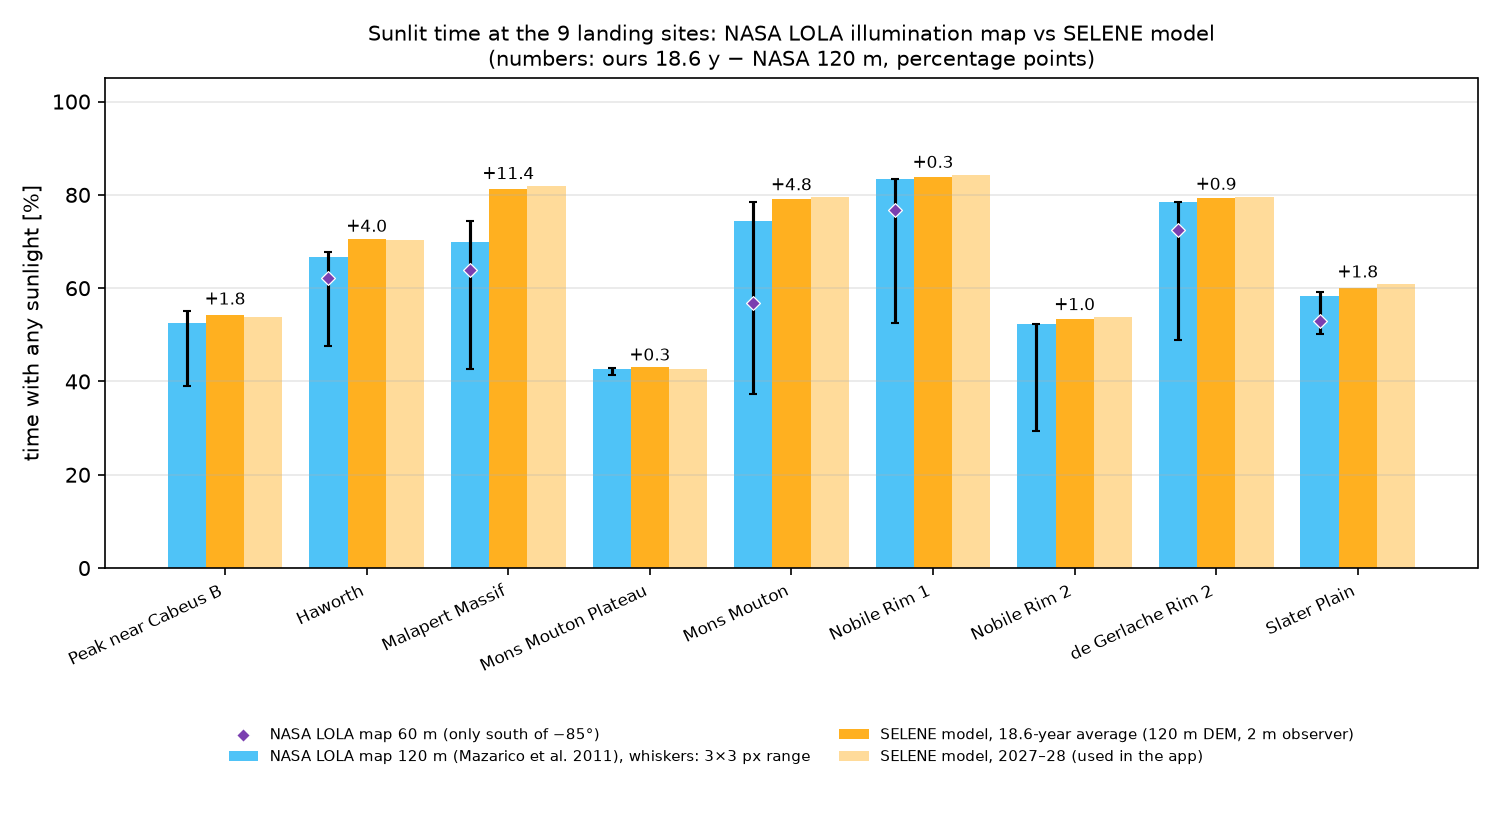 Sunlit time at the 9 landing sites: NASA LOLA illumination map vs SELENE model
(numbers: ours 18.6 y − NASA 120 m, percentage points)
time with any sunlight [%]
100
80
60
40
20
0
+1.8
+4.0
+11.4
+0.3
+4.8
+0.3
+1.0
+0.9
+1.8
Peak near Cabeus B
Haworth
Malapert Massif
Mons Mouton Plateau
Mons Mouton
Nobile Rim 1
Nobile Rim 2
de Gerlache Rim 2
Slater Plain
NASA LOLA map 60 m (only south of −85°)
NASA LOLA map 120 m (Mazarico et al. 2011), whiskers: 3×3 px range
SELENE model, 18.6-year average (120 m DEM, 2 m observer)
SELENE model, 2027–28 (used in the app)